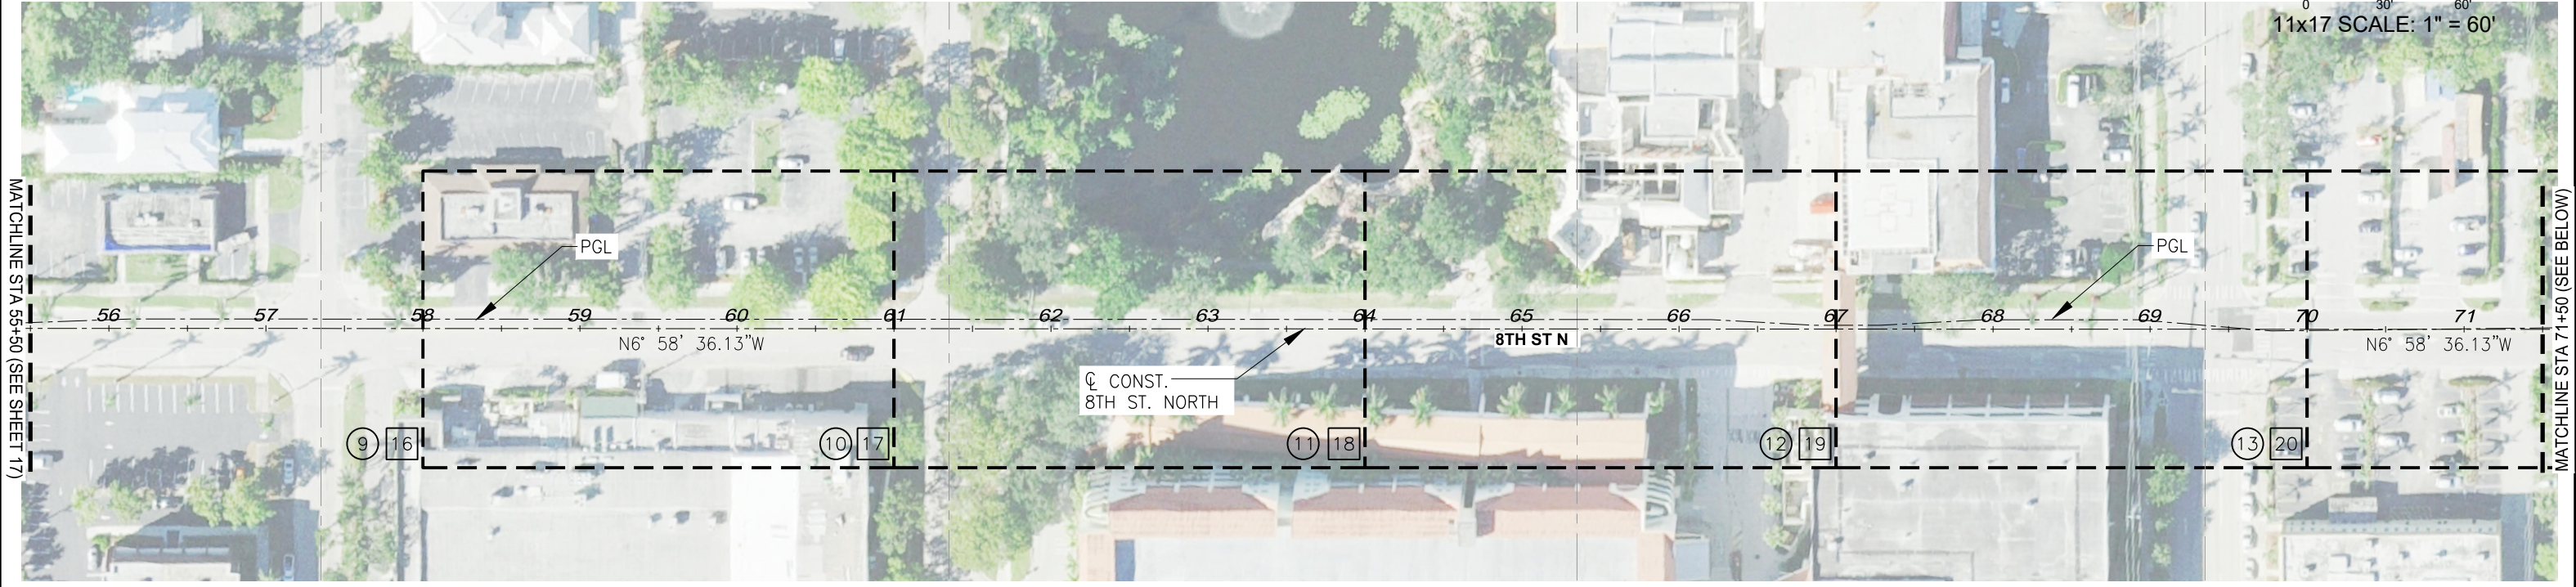 0 30' 60'
11x17 SCALE: 1" = 60'
MATCHLINE STA 55+50 (SEE SHEET 17)
PGL
PGL
56 57 58 59 60 61 62 63 64 65 66 67 68 69 70 71
N6° 58' 36.13"W
8TH ST N
N6° 58' 36.13"W
℄ CONST.
8TH ST. NORTH
9 16
10 17
11 18
12 19
13 20
MATCHLINE STA 71+50 (SEE BELOW)